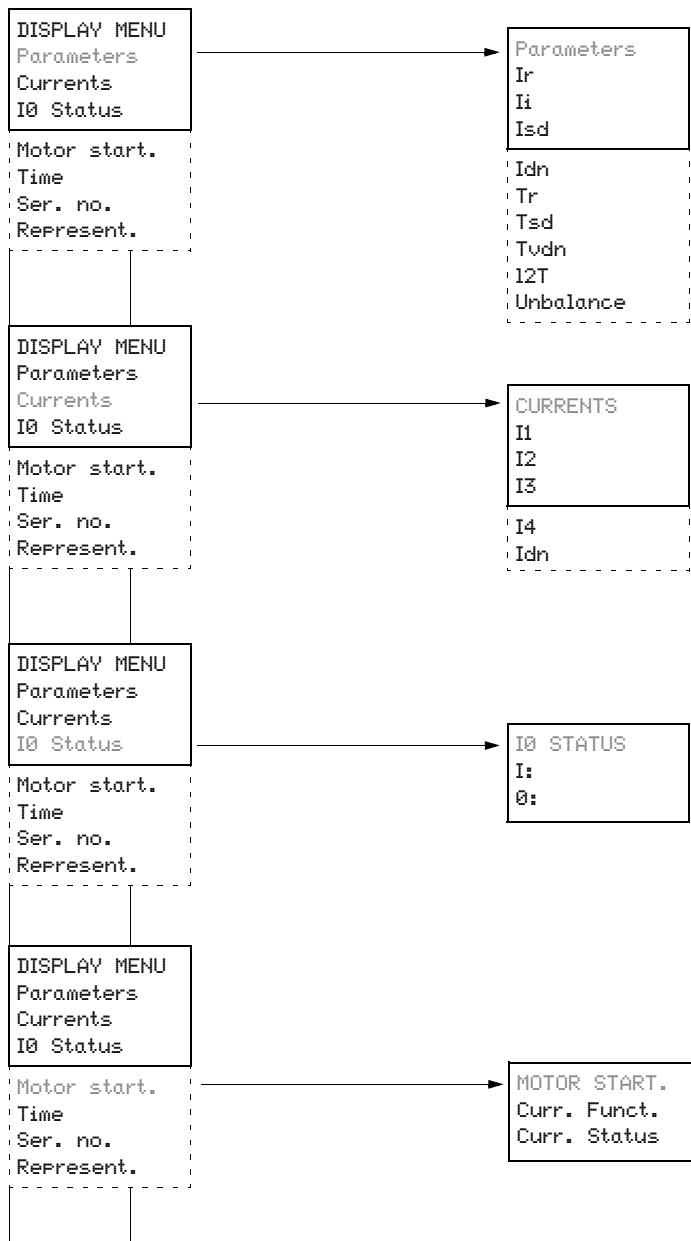 DISPLAY MENU
Parameters
Currents
I0 Status
Motor start.
Time
Ser. no.
Represent.
Parameters
Ir
Ii
Isd
Idn
Tr
Tsd
Tvdn
l2T
Unbalance
DISPLAY MENU
Parameters
Currents
I0 Status
Motor start.
Time
Ser. no.
Represent.
CURRENTS
I1
I2
I3
I4
Idn
DISPLAY MENU
Parameters
Currents
I0 Status
Motor start.
Time
Ser. no.
Represent.
I0 STATUS
I:
0:
DISPLAY MENU
Parameters
Currents
I0 Status
Motor start.
Time
Ser. no.
Represent.
MOTOR START.
Curr. Funct.
Curr. Status